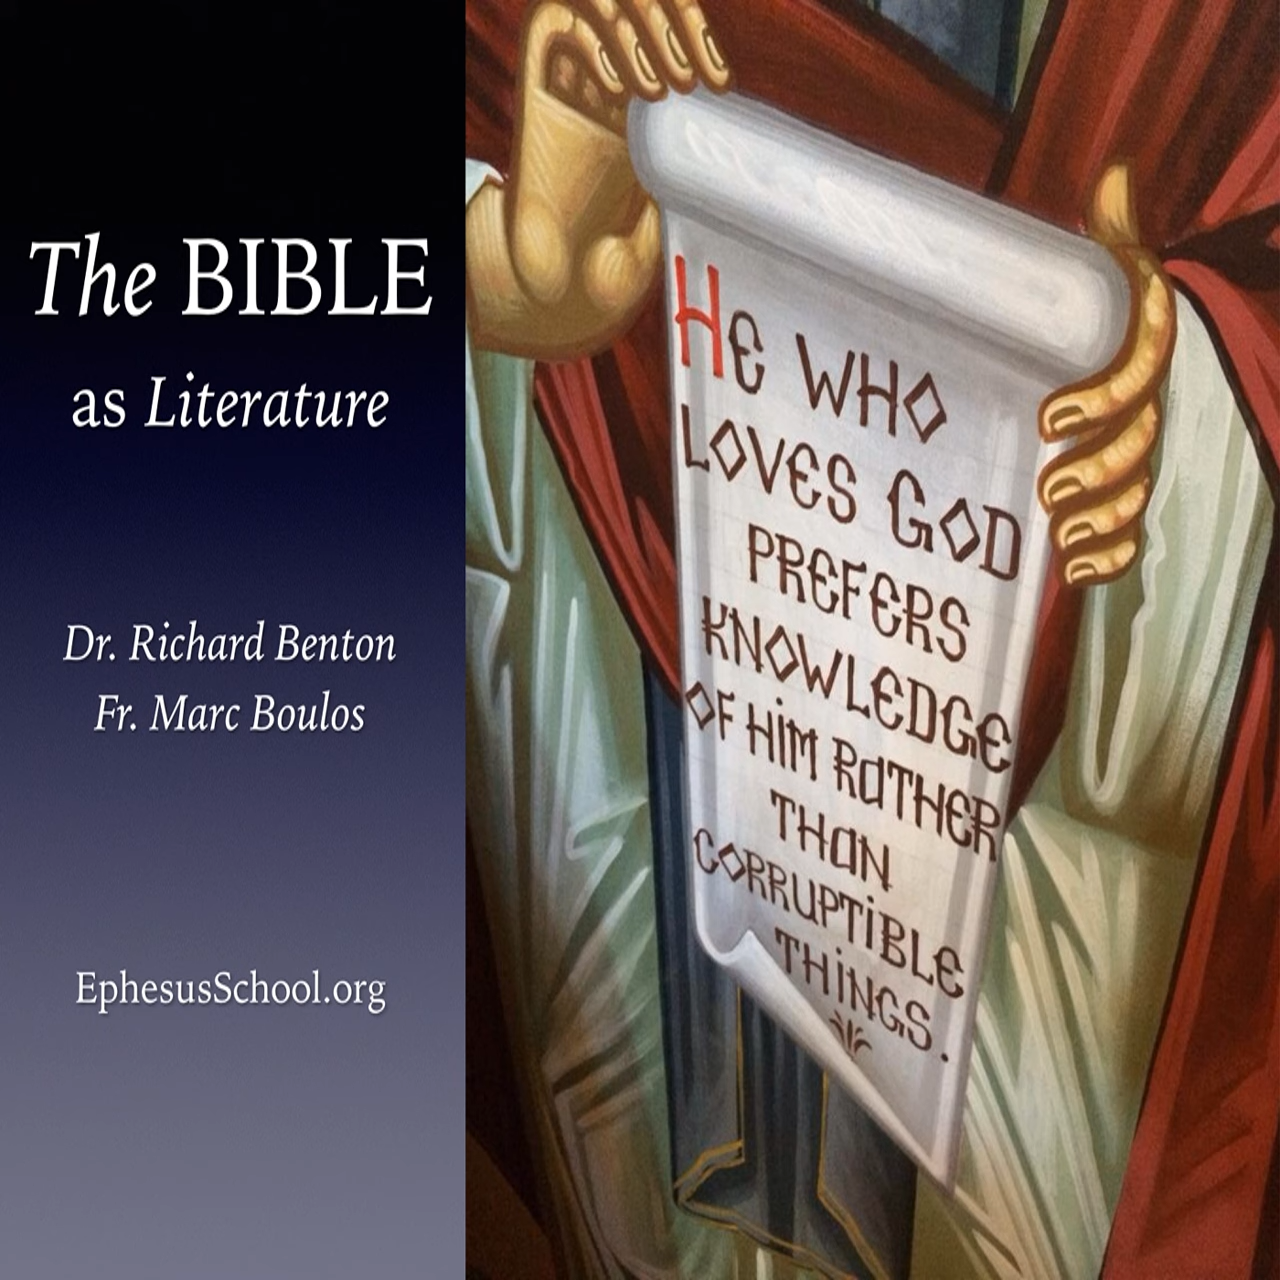 The BIBLE
as Literature
Dr. Richard Benton
Fr. Marc Boulos
EphesusSchool.org
HE WHO
LOVES GOD
PREFERS
KNOWLEDGE
OF HIM RATHER
THAN
CORRUPTIBLE
THINGS.